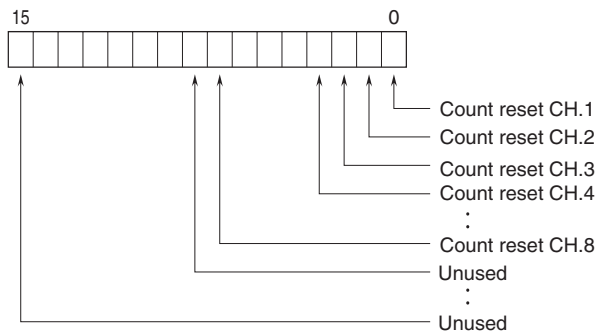 15 0
Count reset CH.1
Count reset CH.2
Count reset CH.3
Count reset CH.4
:
Count reset CH.8
Unused
:
Unused